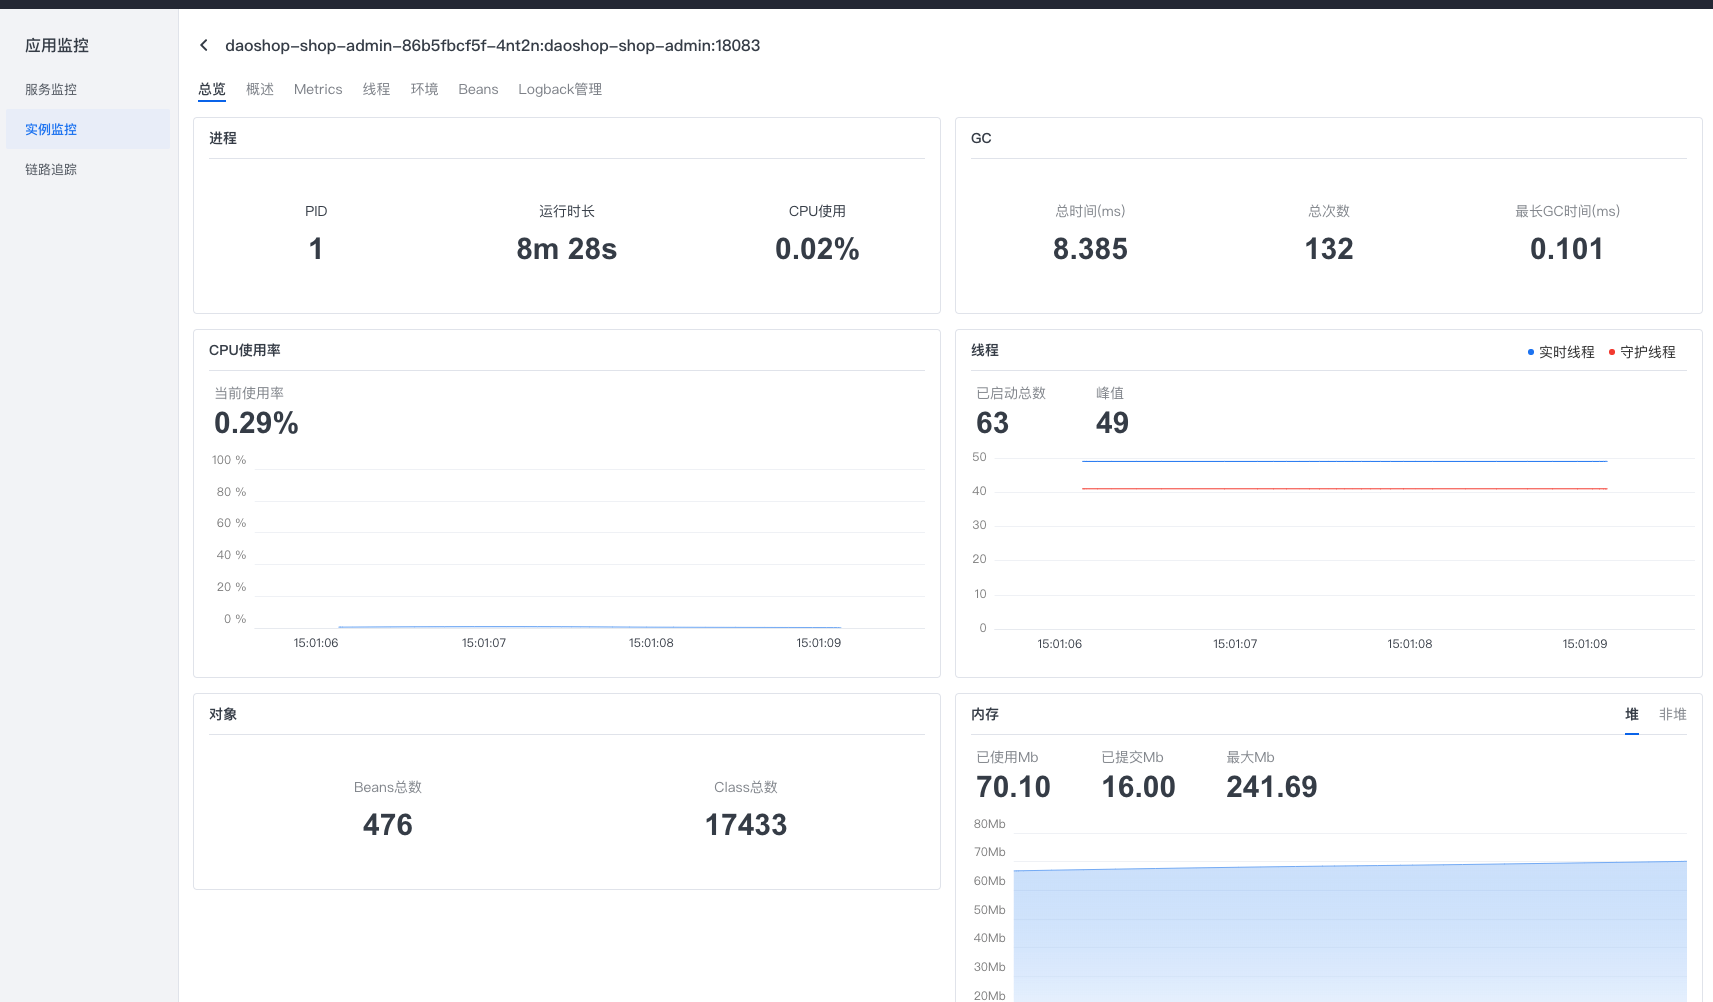 应用监控
服务监控
实例监控
链路追踪
daoshop-shop-admin-86b5fbcf5f-4nt2n:daoshop-shop-admin:18083
总览 概述 Metrics 线程 环境 Beans Logback管理
进程
PID 运行时长 CPU使用
1 8m 28s 0.02%
GC
总时间(ms) 总次数 最长GC时间(ms)
8.385 132 0.101
CPU使用率
当前使用率
0.29%
100 %
80 %
60 %
40 %
20 %
0 %
15:01:06 15:01:07 15:01:08 15:01:09
线程 实时线程 守护线程
已启动总数 峰值
63 49
50
40
30
20
10
0
15:01:06 15:01:07 15:01:08 15:01:09
对象
Beans总数 Class总数
476 17433
内存 堆 非堆
已使用Mb 已提交Mb 最大Mb
70.10 16.00 241.69
80Mb
70Mb
60Mb
50Mb
40Mb
30Mb
20Mb